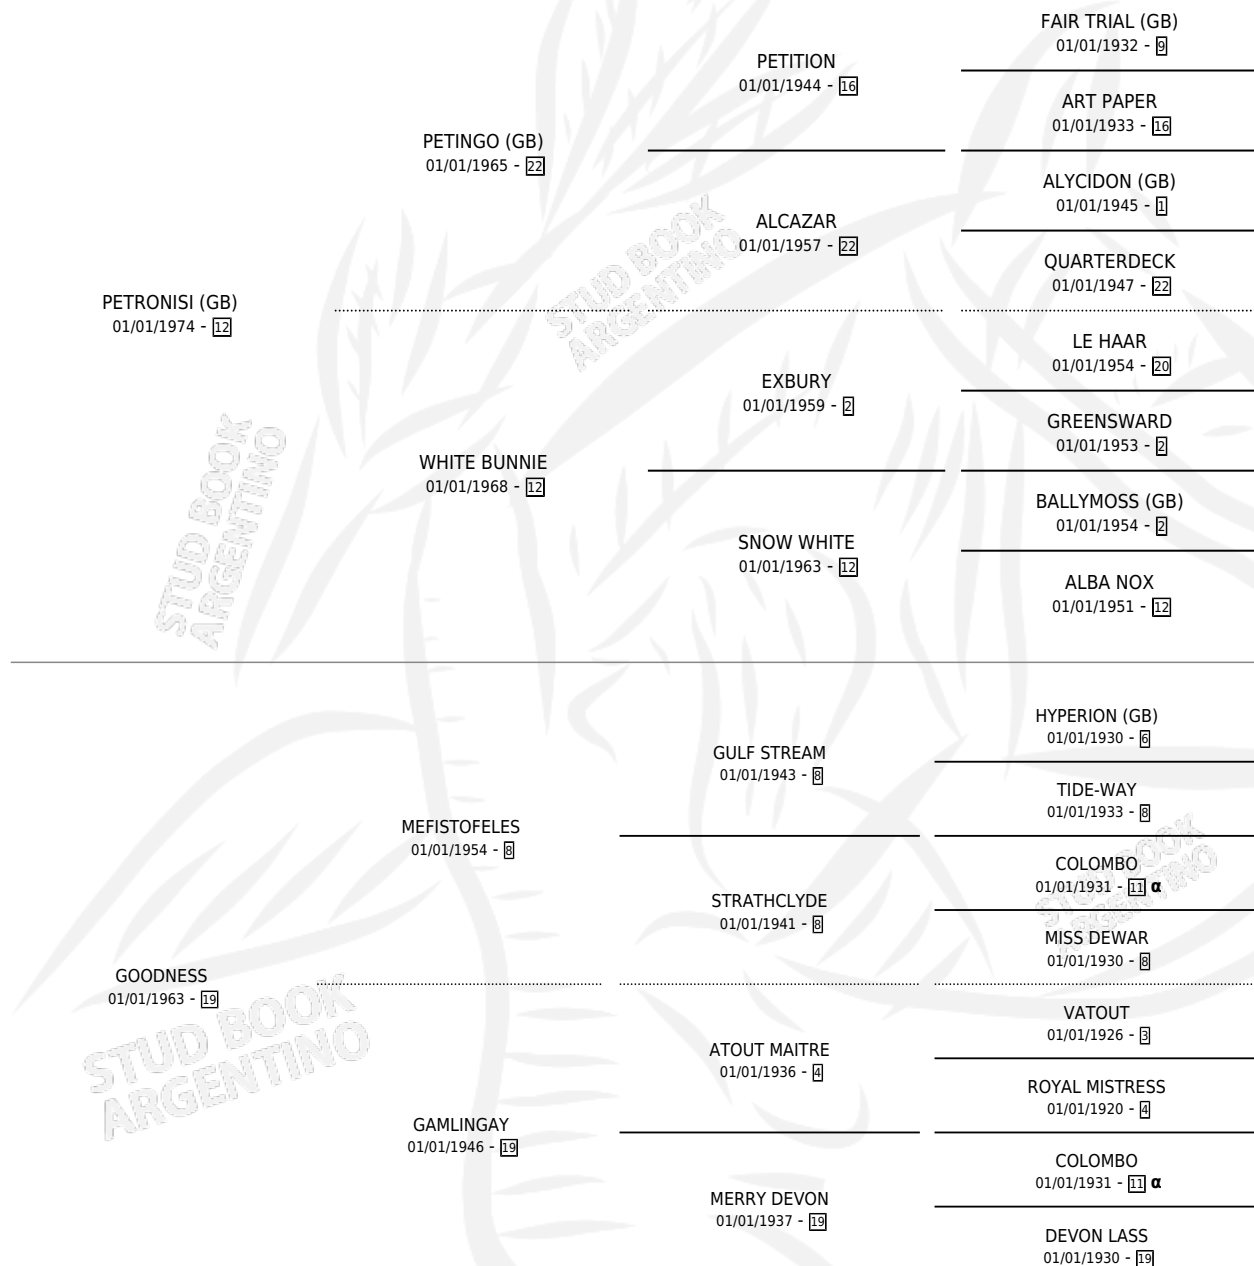 FAIR TRIAL (GB)
01/01/1932 - 9
PETITION
01/01/1944 - 16
ART PAPER
01/01/1933 - 16
PETINGO (GB)
01/01/1965 - 22
ALYCIDON (GB)
01/01/1945 - 1
ALCAZAR
01/01/1957 - 22
QUARTERDECK
01/01/1947 - 22
PETRONISI (GB)
01/01/1974 - 12
LE HAAR
01/01/1954 - 20
EXBURY
01/01/1959 - 2
GREENSWARD
01/01/1953 - 2
WHITE BUNNIE
01/01/1968 - 12
BALLYMOSS (GB)
01/01/1954 - 2
SNOW WHITE
01/01/1963 - 12
ALBA NOX
01/01/1951 - 12
HYPERION (GB)
01/01/1930 - 6
GULF STREAM
01/01/1943 - 8
TIDE-WAY
01/01/1933 - 8
MEFISTOFELES
01/01/1954 - 8
COLOMBO
01/01/1931 - 11 α
STRATHCLYDE
01/01/1941 - 8
MISS DEWAR
01/01/1930 - 8
GOODNESS
01/01/1963 - 19
VATOUT
01/01/1926 - 3
ATOUT MAITRE
01/01/1936 - 4
ROYAL MISTRESS
01/01/1920 - 4
GAMLINGAY
01/01/1946 - 19
COLOMBO
01/01/1931 - 11 α
MERRY DEVON
01/01/1937 - 19
DEVON LASS
01/01/1930 - 19
STUD BOOK
ARGENTINO
STUD BOOK
ARGENTINO
STUD BOOK
ARGENTINO
STUD BOOK
ARGENTINO